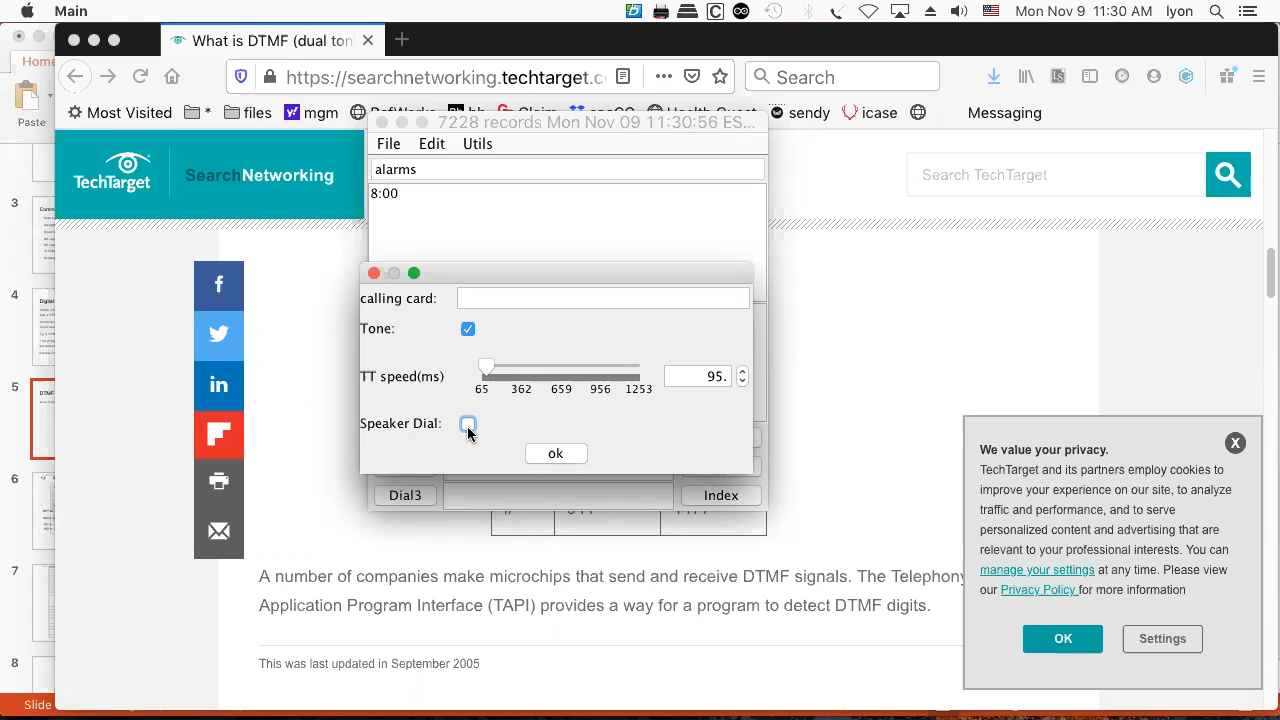 Main
Mon Nov 9 11:30 AM lyon
Home
What is DTMF (dual ton
https://searchnetworking.techtarget.c
Search
Paste
Most Visited
*
files
mgm
RefWorks
bb
Claim
Health Quest
sendy
icase
Messaging
7228 records Mon Nov 09 11:30:56 ES...
File Edit Utils
TechTarget
SearchNetworking
alarms
Search TechTarget
8:00
3
calling card:
4
Tone:
TT speed(ms)
95.
65 362 659 956 1253
5
Speaker Dial:
ok
We value your privacy.
X
TechTarget and its partners employ cookies to
improve your experience on our site, to analyze
traffic and performance, and to serve
personalized content and advertising that are
relevant to your professional interests. You can
manage your settings at any time. Please view
our Privacy Policy for more information
OK
Settings
6
Dial3
Index
7
A number of companies make microchips that send and receive DTMF signals. The Telephony
Application Program Interface (TAPI) provides a way for a program to detect DTMF digits.
This was last updated in September 2005
8
Slide